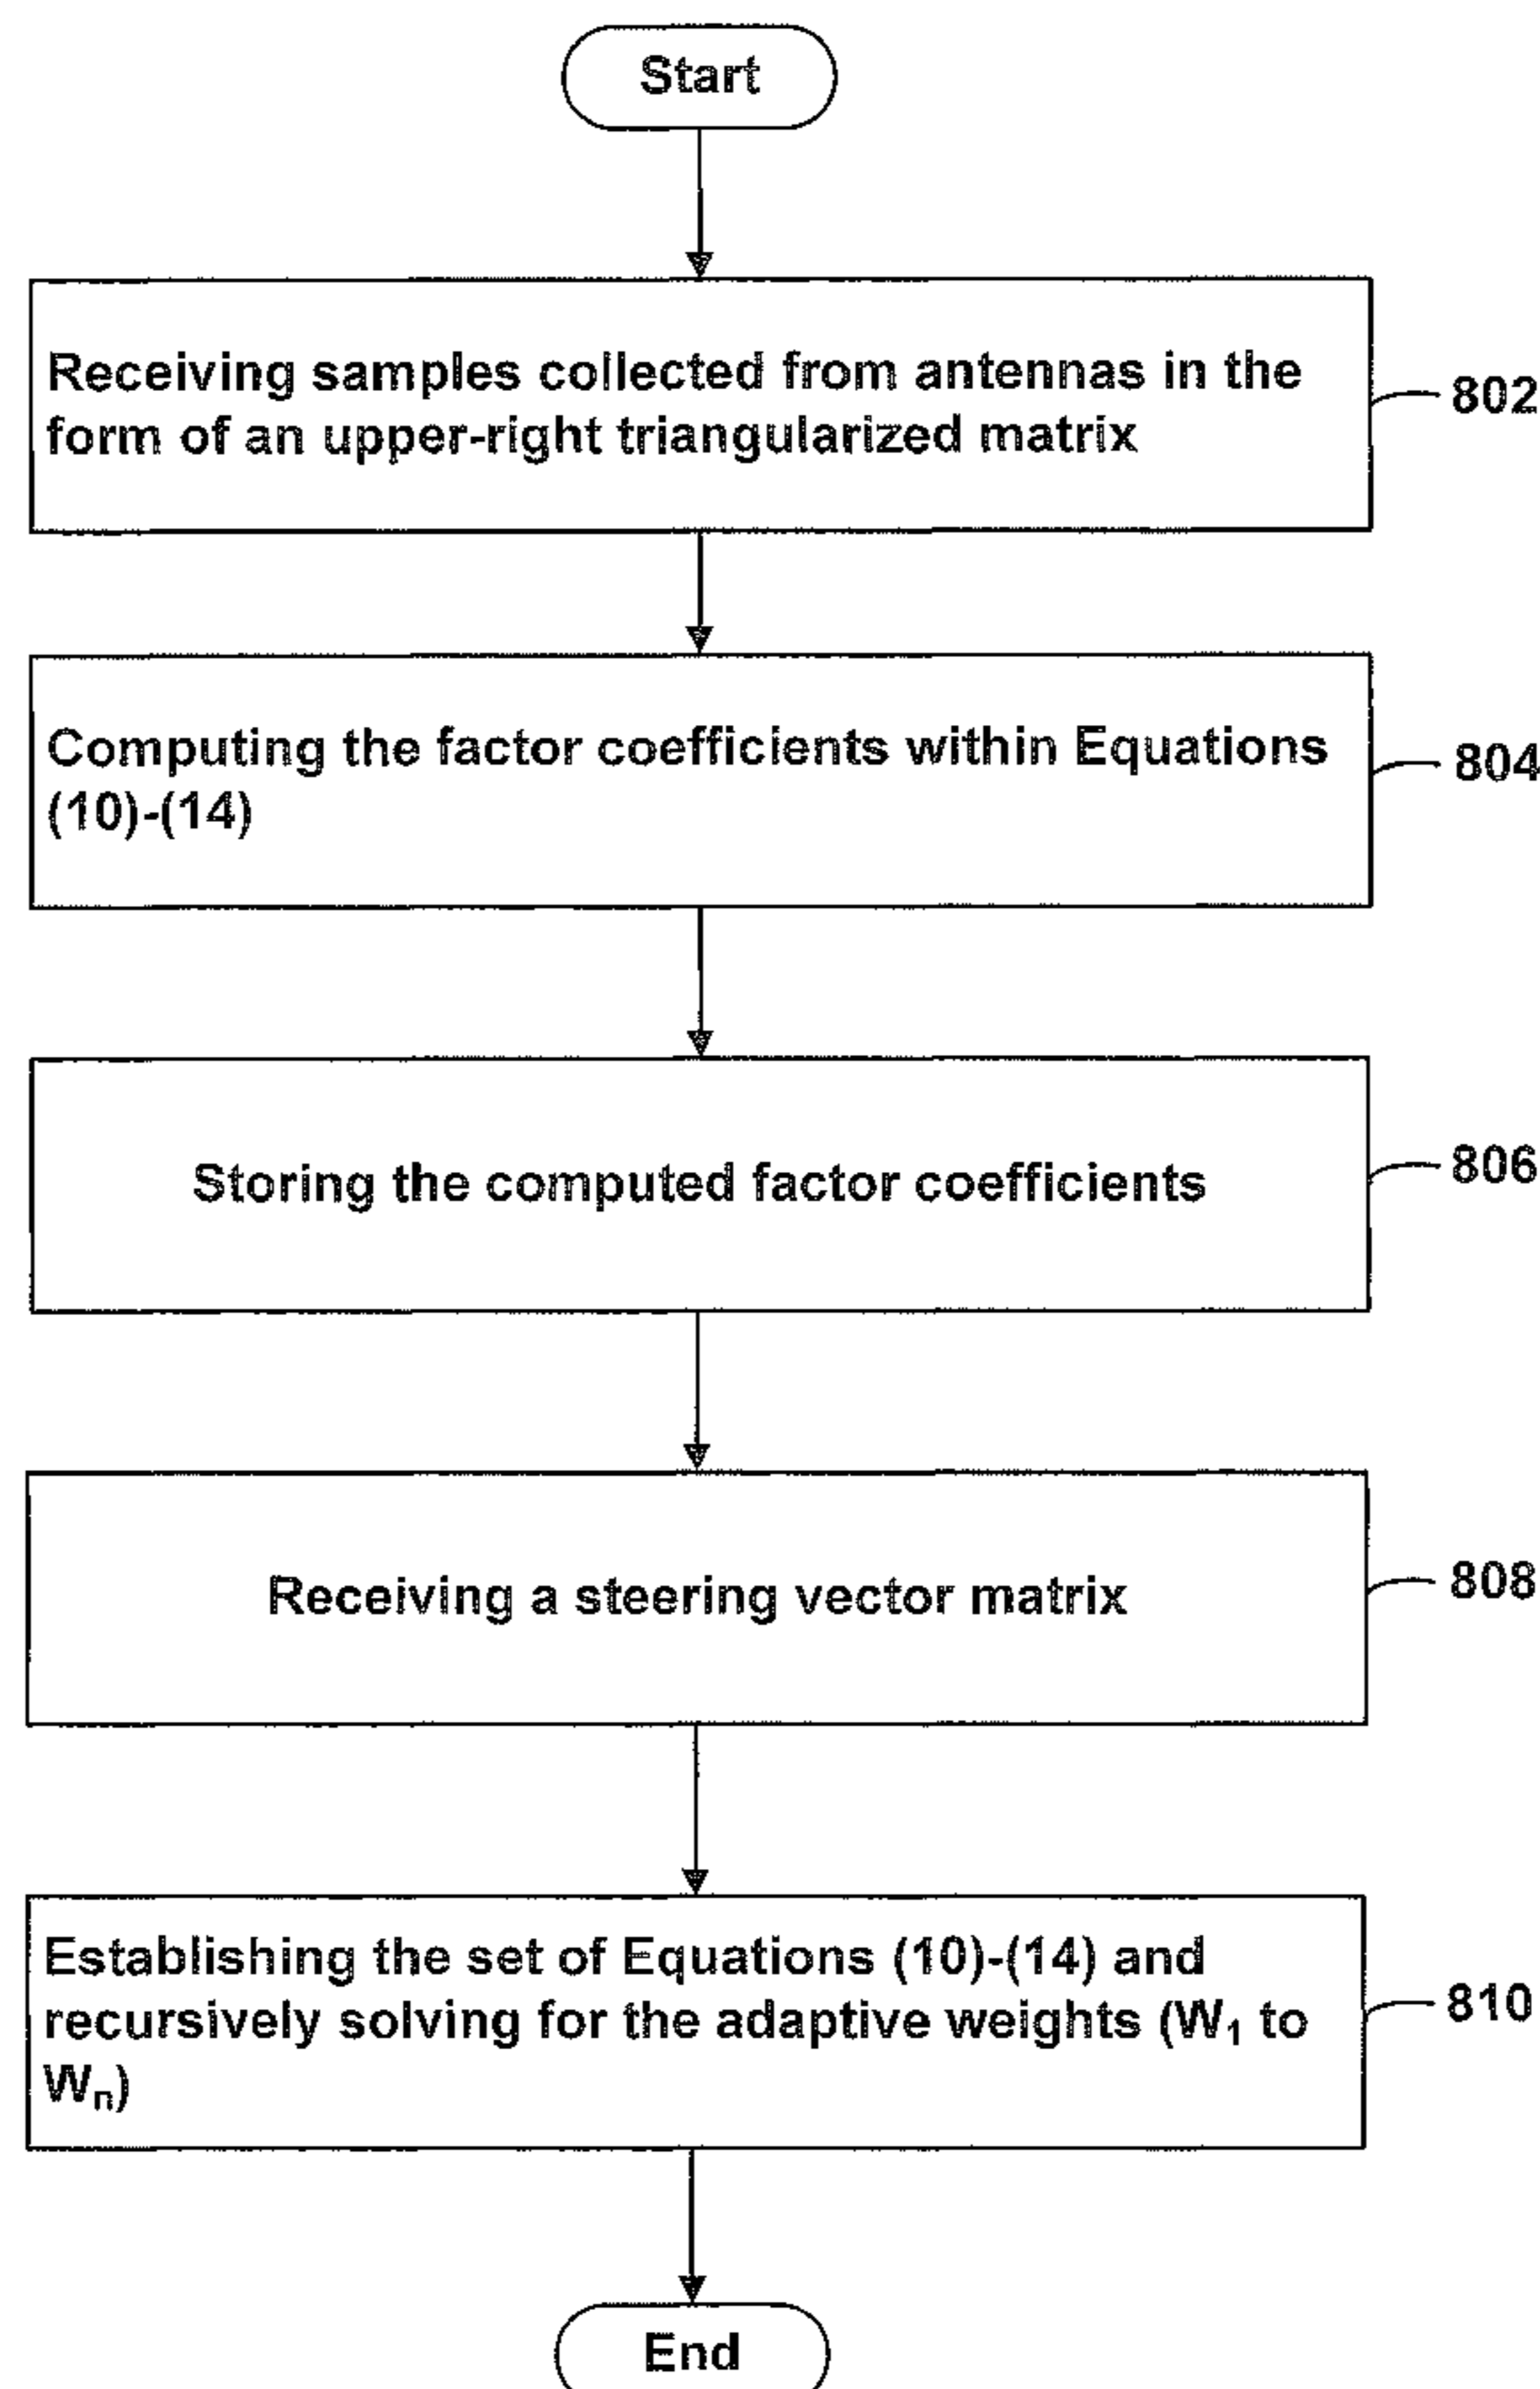 Start
Receiving samples collected from antennas in the
form of an upper-right triangularized matrix
802
Computing the factor coefficients within Equations
(10)-(14)
804
Storing the computed factor coefficients
806
Receiving a steering vector matrix
808
Establishing the set of Equations (10)-(14) and
recursively solving for the adaptive weights (W₁ to
Wₙ)
810
End